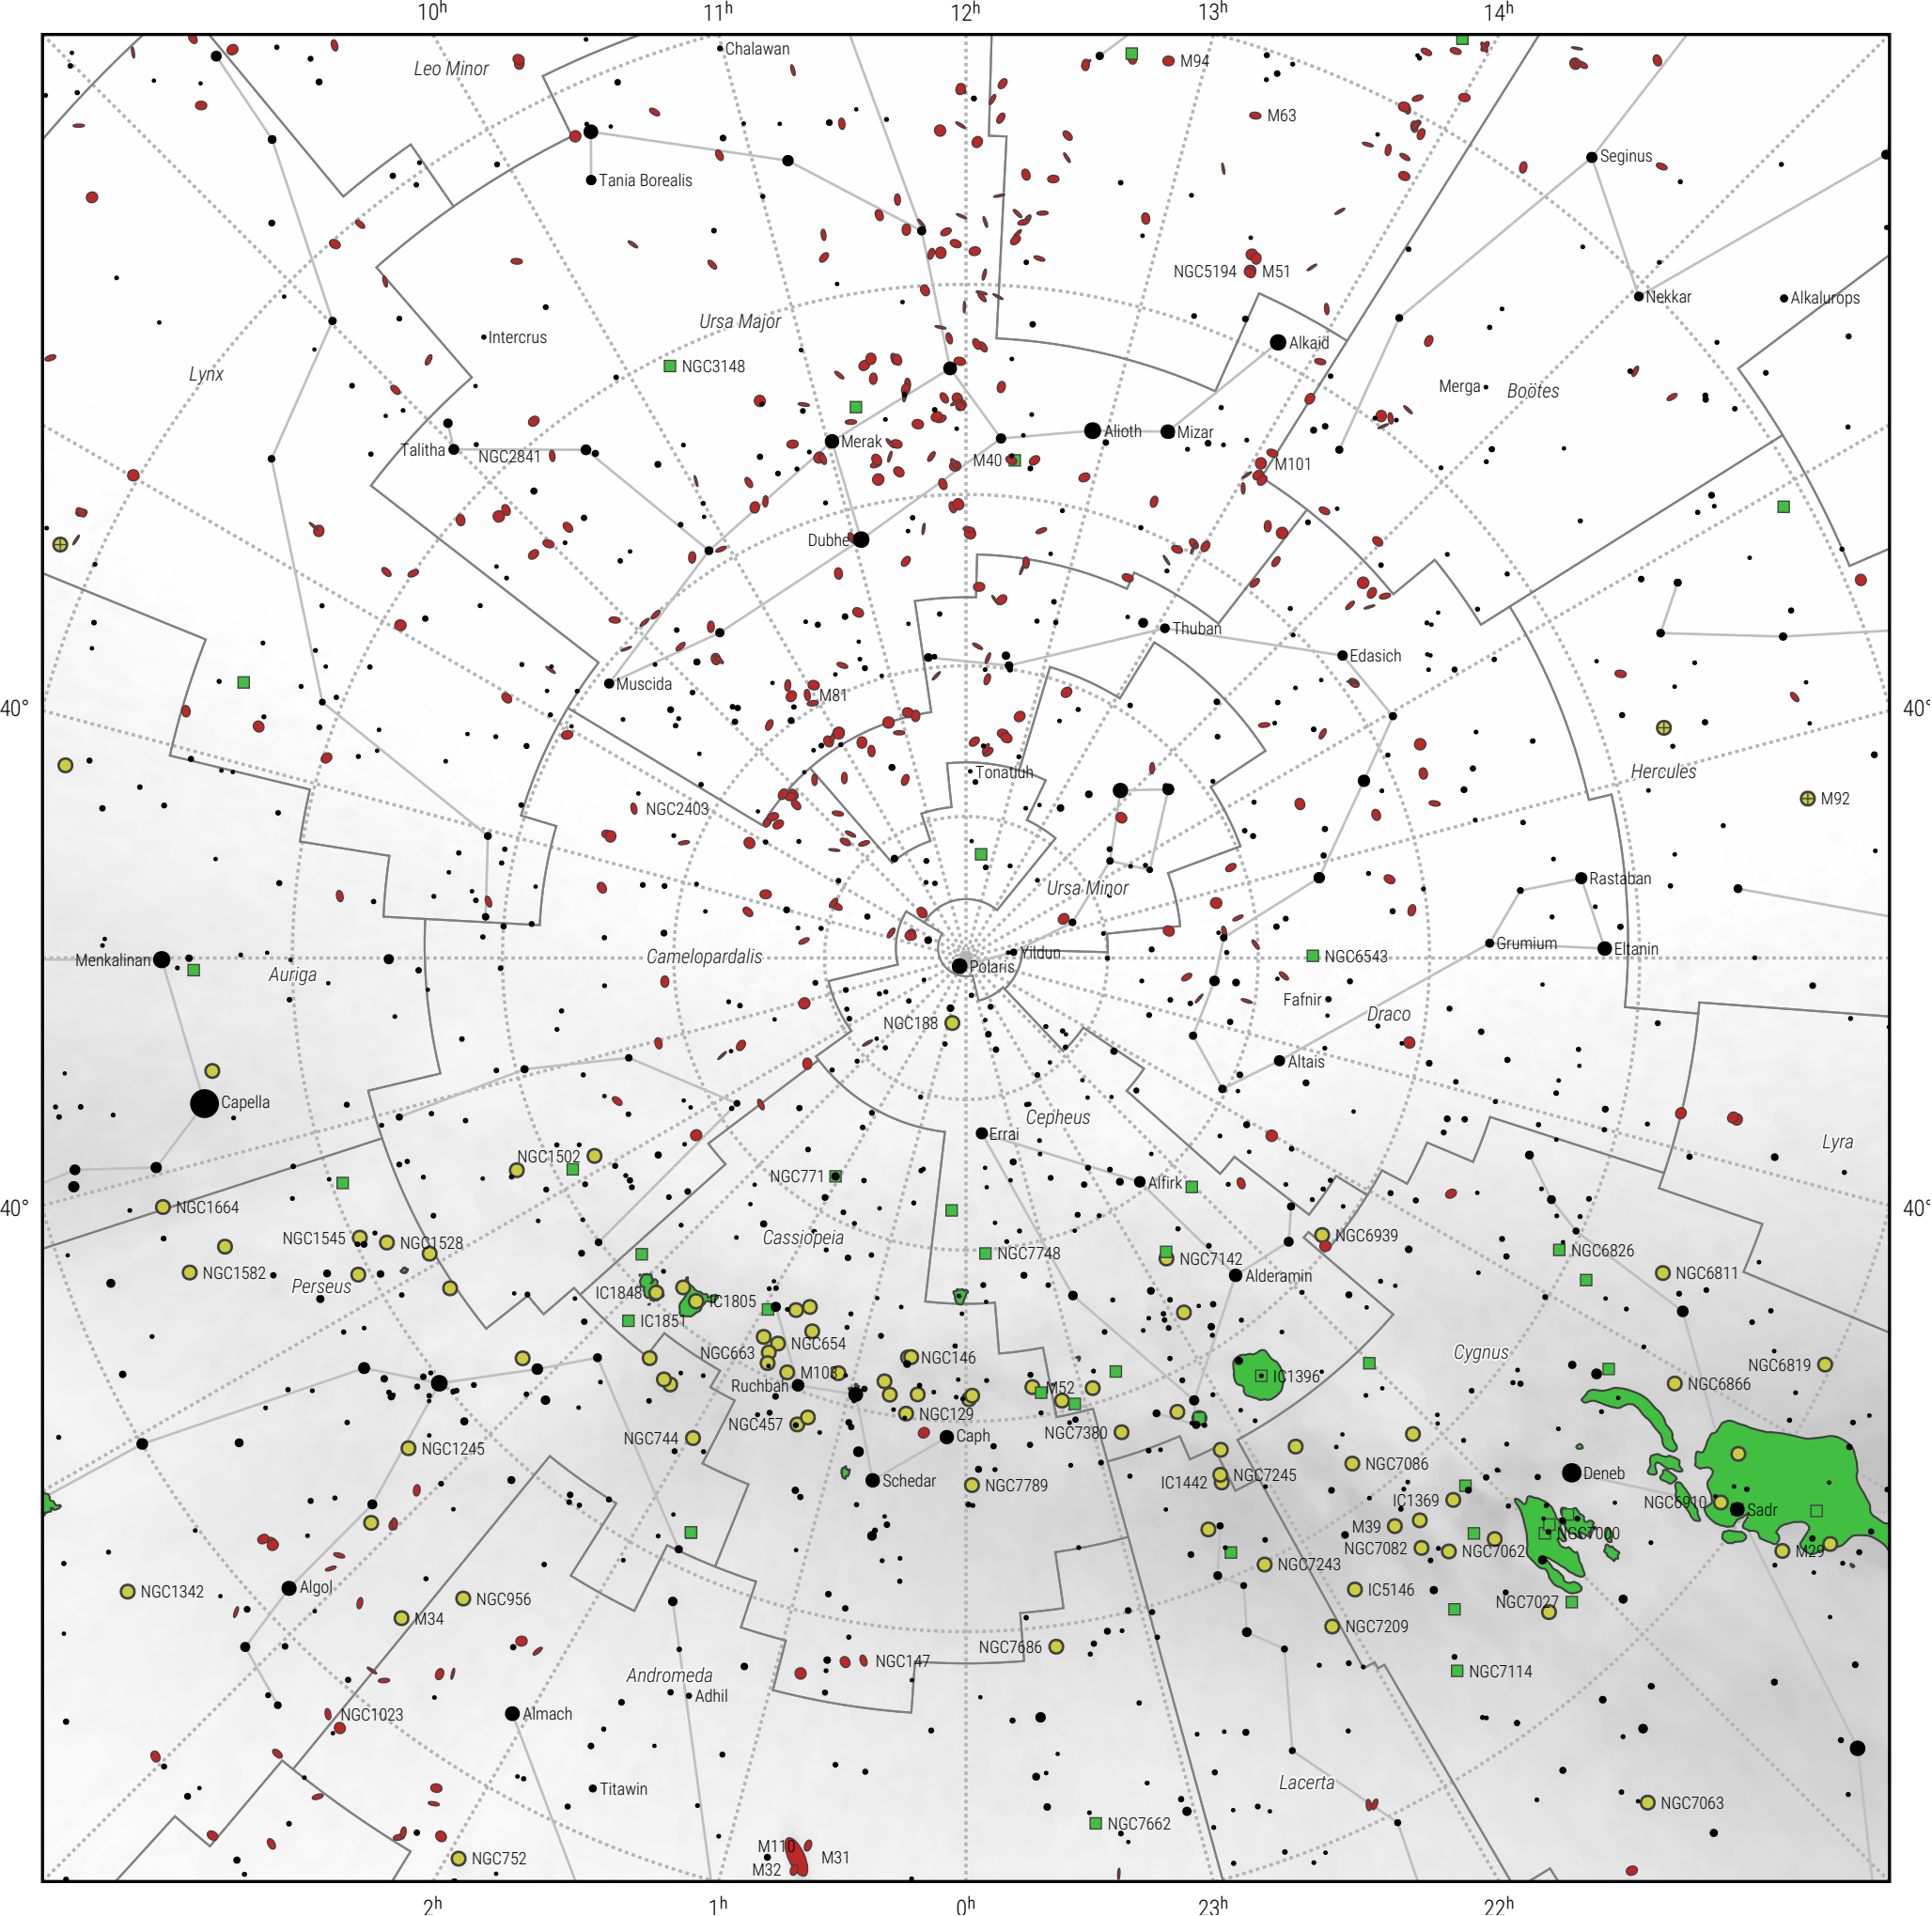 10h 11h 12h 13h 14h
Chalawan
M94
Leo Minor
M63
Seginus
Tania Borealis
NGC5194 M51
Nekkar
Alkalurops
Ursa Major
Intercrus
Alkaid
NGC3148
Lynx
Merga
Boötes
Alioth
Mizar
Merak
Talitha
NGC2841
M40
M101
Dubhe
Thuban
Edasich
Muscida
M81
40°
40°
Tonatiuh
Hercules
NGC2403
M92
Ursa Minor
Rastaban
Grumium
Eltanin
Yildun
Camelopardalis
NGC6543
Menkalinan
Polaris
Auriga
Fafnir
Draco
NGC188
Altais
Capella
Cepheus
Errai
Lyra
NGC1502
NGC771
Alfirk
40°
NGC1664
40°
NGC1545
NGC1528
Cassiopeia
NGC6939
NGC7748
NGC7142
NGC6826
NGC1582
Alderamin
NGC6811
Perseus
IC1848
IC1805
IC1851
NGC654
NGC663
NGC146
Cygnus
NGC6819
M103
IC1396
Ruchbah
M52
NGC6866
NGC457
NGC129
NGC744
Caph
NGC7380
NGC1245
NGC7086
NGC7245
Schedar
IC1442
Deneb
NGC7789
IC1369
NGC6910
Sadr
M39
NGC7000
NGC7082
NGC7062
M29
NGC7243
Algol
NGC1342
IC5146
NGC956
NGC7027
M34
NGC7209
NGC7686
NGC147
NGC7114
Andromeda
Adhil
NGC1023
Almach
Lacerta
Titawin
NGC7063
NGC7662
M110
M31
NGC752
M32
2h 1h 0h 23h 22h